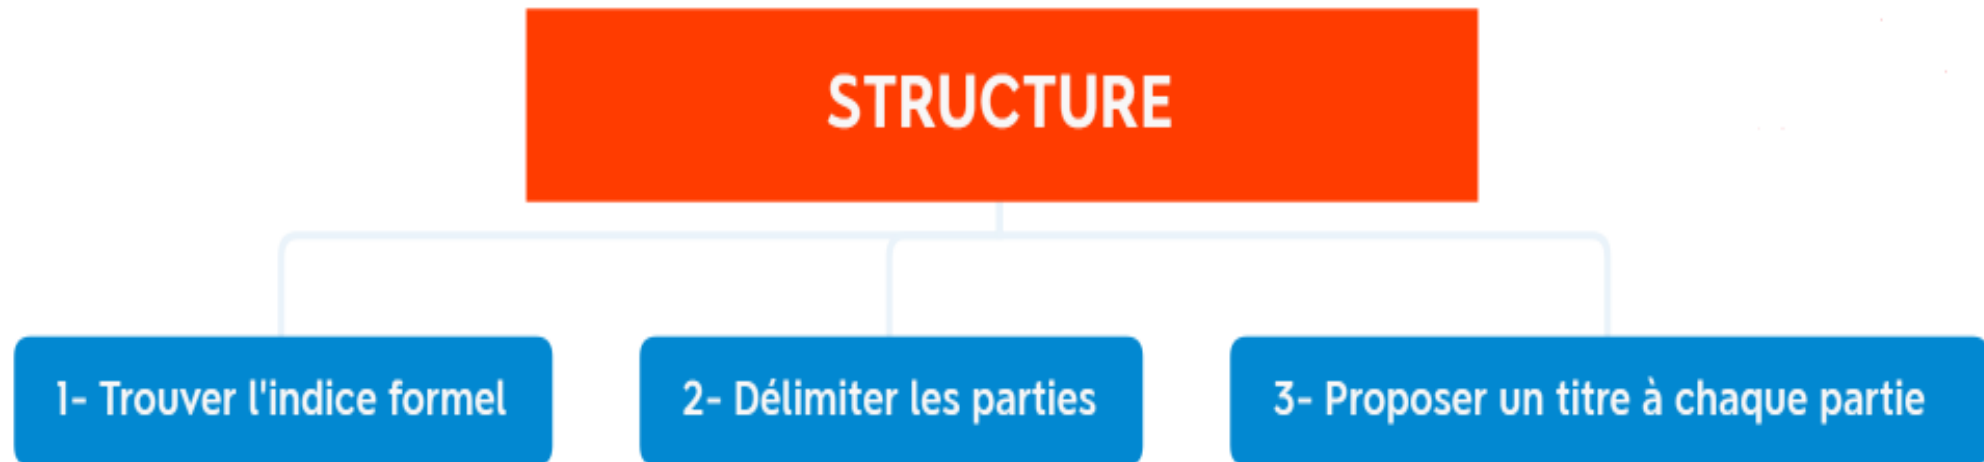 STRUCTURE
1- Trouver l'indice formel
2- Délimiter les parties
3- Proposer un titre à chaque partie